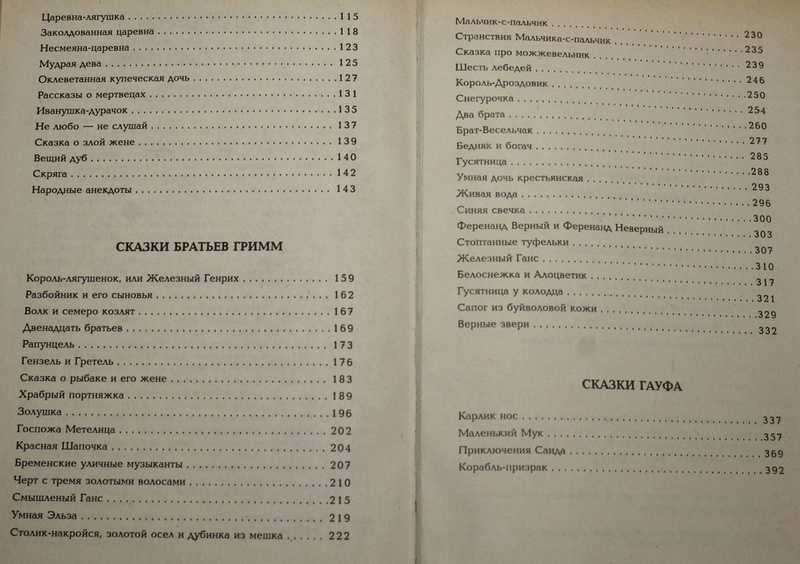 Царевна-лягушка . . . . . . . . . . . . . . . . . . . . 115
Заколдованная царевна . . . . . . . . . . . . . . . . . . . . 118
Несмеяна-царевна . . . . . . . . . . . . . . . . . . . . 123
Мудрая дева . . . . . . . . . . . . . . . . . . . . 125
Оклеветанная купеческая дочь . . . . . . . . . . . . . . . . . . . . 127
Рассказы о мертвецах . . . . . . . . . . . . . . . . . . . . 131
Иванушка-дурачок . . . . . . . . . . . . . . . . . . . . 135
Не любо — не слушай . . . . . . . . . . . . . . . . . . . . 137
Сказка о злой жене . . . . . . . . . . . . . . . . . . . . 139
Вещий дуб . . . . . . . . . . . . . . . . . . . . 140
Скряга . . . . . . . . . . . . . . . . . . . . 142
Народные анекдоты . . . . . . . . . . . . . . . . . . . . 143
СКАЗКИ БРАТЬЕВ ГРИММ
Король-лягушенок, или Железный Генрих . . . . . . . . . . . . . . 159
Разбойник и его сыновья . . . . . . . . . . . . . . . . . . . . 162
Волк и семеро козлят . . . . . . . . . . . . . . . . . . . . 167
Двенадцать братьев . . . . . . . . . . . . . . . . . . . . 169
Рапунцель . . . . . . . . . . . . . . . . . . . . 173
Гензель и Гретель . . . . . . . . . . . . . . . . . . . . 176
Сказка о рыбаке и его жене . . . . . . . . . . . . . . . . . . . . 183
Храбрый портняжка . . . . . . . . . . . . . . . . . . . . 189
Золушка . . . . . . . . . . . . . . . . . . . . 196
Госпожа Метелица . . . . . . . . . . . . . . . . . . . . 202
Красная Шапочка . . . . . . . . . . . . . . . . . . . . 204
Бременские уличные музыканты . . . . . . . . . . . . . . . . . . . . 207
Черт с тремя золотыми волосами . . . . . . . . . . . . . . . . . . . . 210
Смышленый Ганс . . . . . . . . . . . . . . . . . . . . 215
Умная Эльза . . . . . . . . . . . . . . . . . . . . 219
Столик-накройся, золотой осел и дубинка из мешка . . . . . . 222
Мальчик-с-пальчик . . . . . . . . . . . . . . . . . . . . 230
Странствия Мальчика-с-пальчик . . . . . . . . . . . . . . . . . . . . 235
Сказка про можжевельник . . . . . . . . . . . . . . . . . . . . 239
Шесть лебедей . . . . . . . . . . . . . . . . . . . . 246
Король-Дроздовик . . . . . . . . . . . . . . . . . . . . 250
Снегурочка . . . . . . . . . . . . . . . . . . . . 254
Два брата . . . . . . . . . . . . . . . . . . . . 260
Брат-Весельчак . . . . . . . . . . . . . . . . . . . . 277
Бедняк и богач . . . . . . . . . . . . . . . . . . . . 285
Гусятница . . . . . . . . . . . . . . . . . . . . 288
Умная дочь крестьянская . . . . . . . . . . . . . . . . . . . . 293
Живая вода . . . . . . . . . . . . . . . . . . . . 296
Синяя свечка . . . . . . . . . . . . . . . . . . . . 300
Ференанд Верный и Ференанд Неверный . . . . . . . . . . . . . . 303
Стоптанные туфельки . . . . . . . . . . . . . . . . . . . . 307
Железный Ганс . . . . . . . . . . . . . . . . . . . . 310
Белоснежка и Алоцветик . . . . . . . . . . . . . . . . . . . . 317
Гусятница у колодца . . . . . . . . . . . . . . . . . . . . 321
Сапог из буйволовой кожи . . . . . . . . . . . . . . . . . . . . 329
Верные звери . . . . . . . . . . . . . . . . . . . . 332
СКАЗКИ ГАУФА
Карлик нос . . . . . . . . . . . . . . . . . . . . 337
Маленький Мук . . . . . . . . . . . . . . . . . . . . 357
Приключения Саида . . . . . . . . . . . . . . . . . . . . 369
Корабль-призрак . . . . . . . . . . . . . . . . . . . . 392